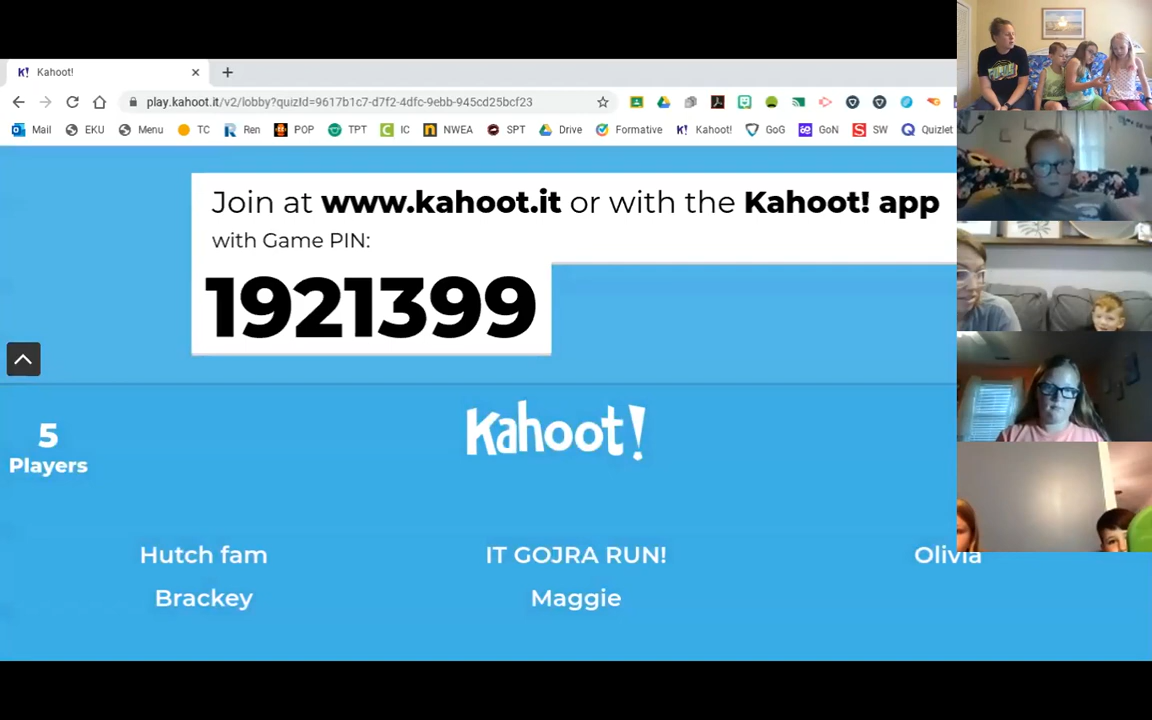 K! Kahoot!
play.kahoot.it/v2/lobby?quizId=9617b1c7-d7f2-4dfc-9ebb-945cd25bcf23
Mail EKU Menu TC Ren POP TPT IC NWEA SPT Drive Formative K! Kahoot! GoG GoN SW Quizlet
Join at www.kahoot.it or with the Kahoot! app
with Game PIN:
1921399
Kahoot!
5
Players
Hutch fam IT GOJRA RUN! Olivia
Brackey Maggie